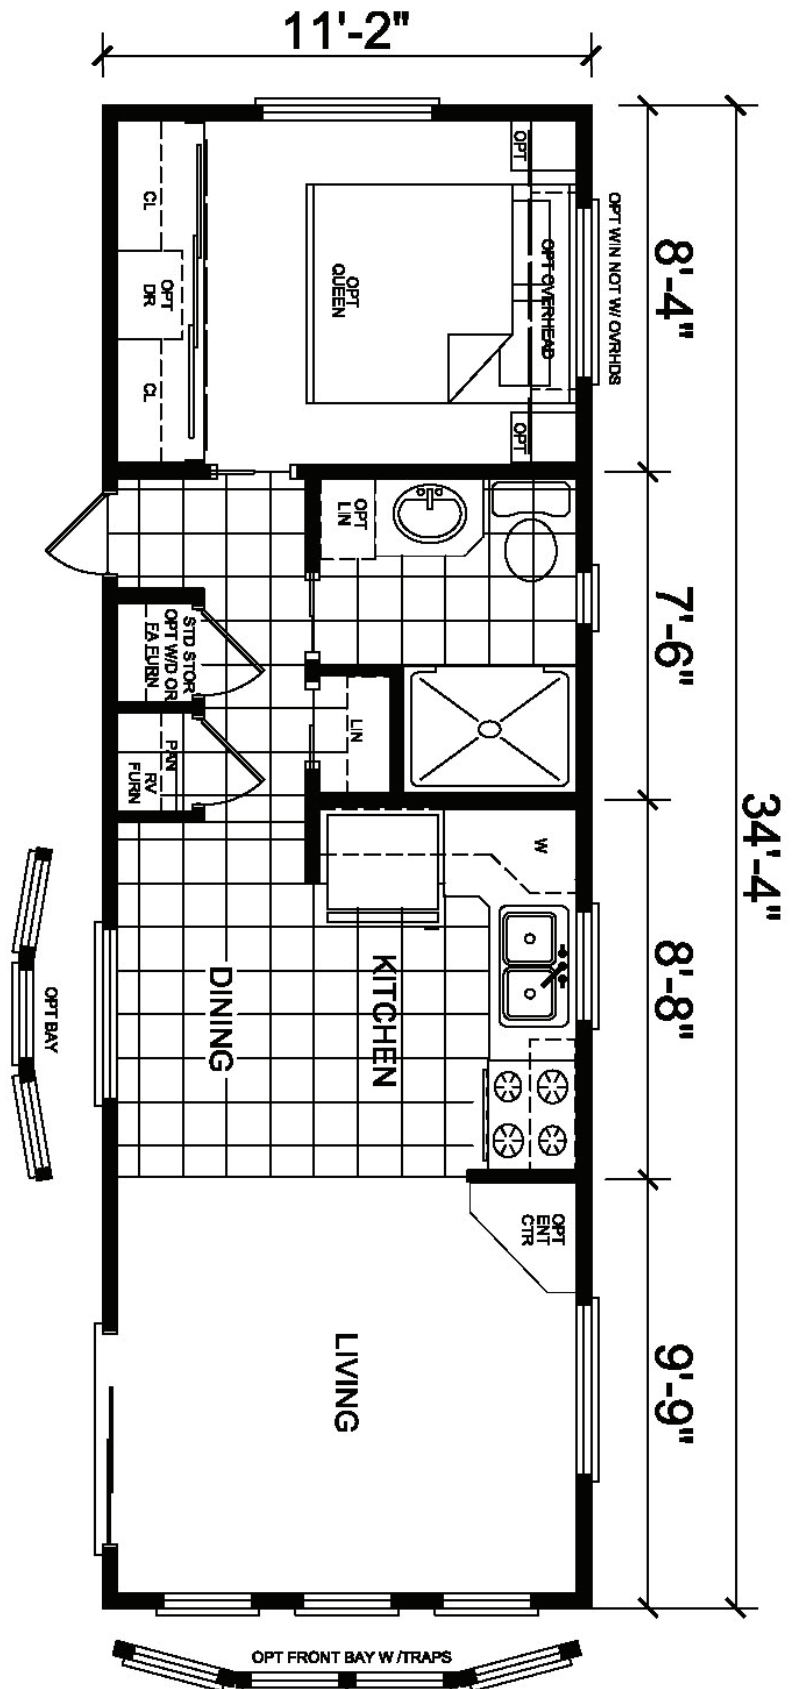 11'-2"
OPT
CL
OPT WIN NOT W/ OVRHDS
8'-4"
OPT
QUEEN
OPT OVERHEAD
OPT
DR
CL
OPT
OPT
LIN
STD STOR
OPT W/D OR
FA FURN
7'-6"
LIN
PAN
RV
FURN
34'-4"
W
KITCHEN
DINING
8'-8"
OPT BAY
OPT
ENT
CTR
LIVING
9'-9"
OPT FRONT BAY W /TRAPS